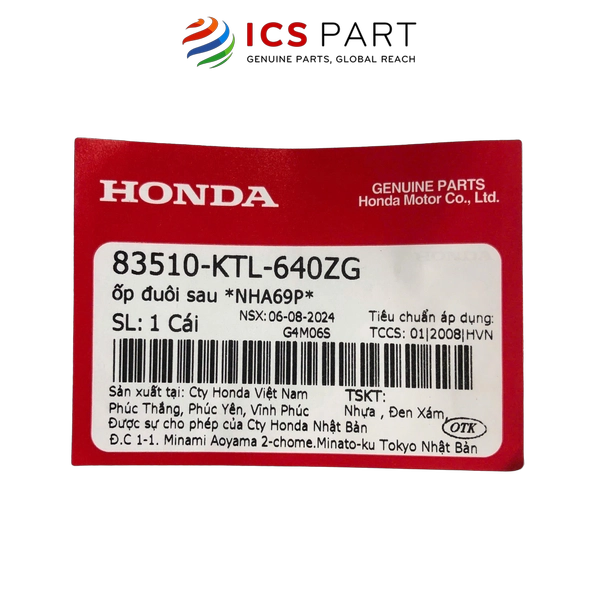 ICS PART
GENUINE PARTS, GLOBAL REACH
HONDA
GENUINE PARTS
Honda Motor Co., Ltd.
83510-KTL-640ZG
ốp đuôi sau *NHA69P*
SL: 1 Cái
NSX: 06-08-2024
G4M06S
Tiêu chuẩn áp dụng:
TCCS: 01|2008|HVN
Sản xuất tại: Cty Honda Việt Nam
Phúc Thắng, Phúc Yên, Vĩnh Phúc
Được sự cho phép của Cty Honda Nhật Bản
Đ.C 1-1. Minami Aoyama 2-chome.Minato-ku Tokyo Nhật Bản
TSKT:
Nhựa , Đen Xám,
OTK